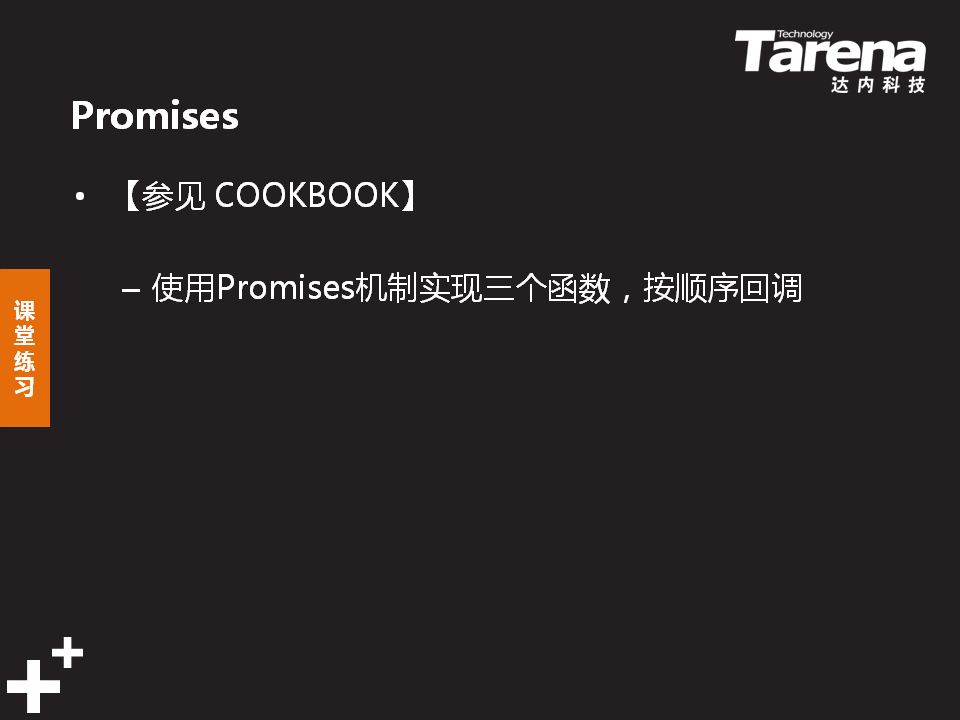 Technology
Tarena
达内科技
Promises
• 【参见 COOKBOOK】
– 使用Promises机制实现三个函数，按顺序回调
课
堂
练
习